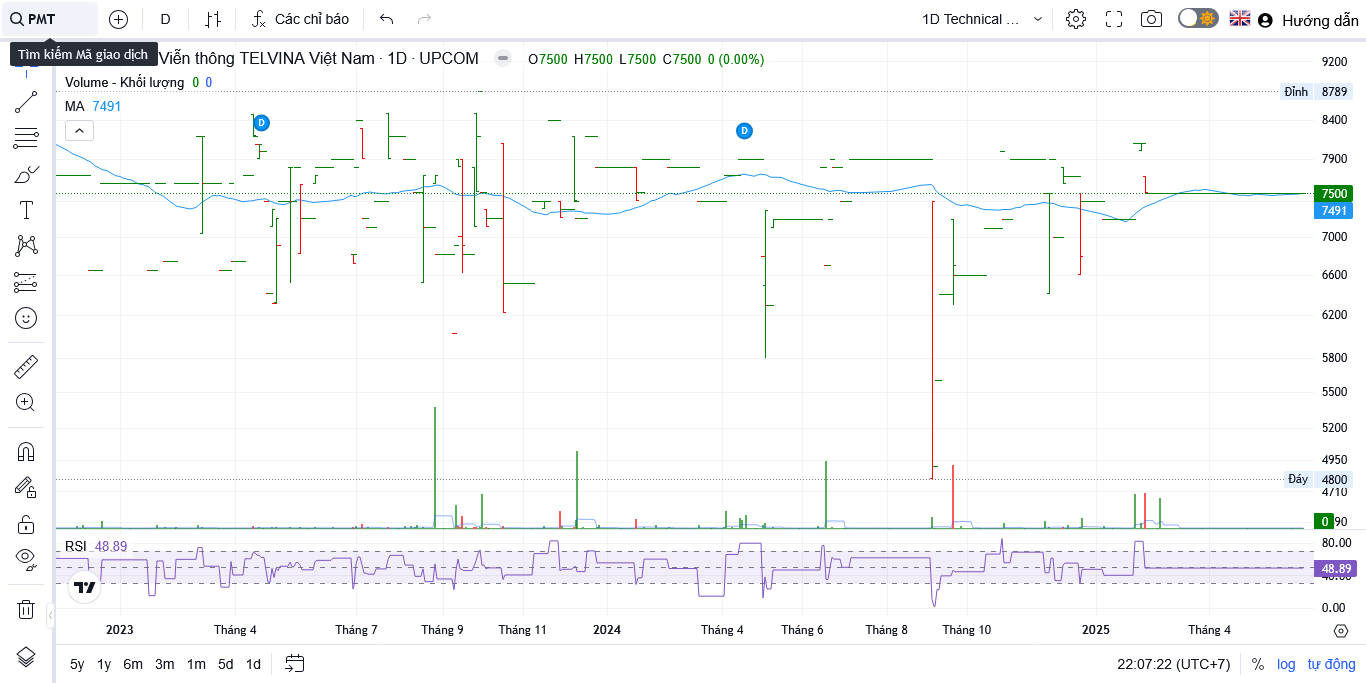 PMT
D
Các chỉ báo
1D Technical ...
Hướng dẫn
Tìm kiếm Mã giao dịch
Viễn thông TELVINA Việt Nam · 1D · UPCOM
O7500 H7500 L7500 C7500 0 (0.00%)
Volume - Khối lượng 0 0
MA 7491
D
D
9200
Đỉnh 8789
8400
7900
7500
7491
7000
6600
6200
5800
5500
5200
4950
Đáy 4800
4710
0
90
RSI 48.89
80.00
48.89
40.00
0.00
2023 Tháng 4 Tháng 7 Tháng 9 Tháng 11 2024 Tháng 4 Tháng 6 Tháng 8 Tháng 10 2025 Tháng 4
5y 1y 6m 3m 1m 5d 1d
22:07:22 (UTC+7) % log tự động